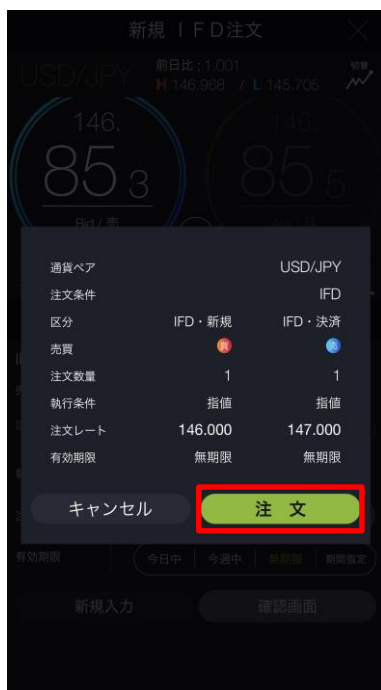 新規 IFD注文
USD/JPY 前日比:1.001 切替
H 146.968 / L 145.705
146. 146.
85 3 85 5
Bid / 売
通貨ペア USD/JPY
注文条件 IFD
区分 IFD・新規 IFD・決済
売買 買 売
注文数量 1 1
執行条件 指値 指値
注文レート 146.000 147.000
有効期限 無期限 無期限
キャンセル 注 文
有効期限 今日中 今週中 無期限 期間指定
新規入力 確認画面